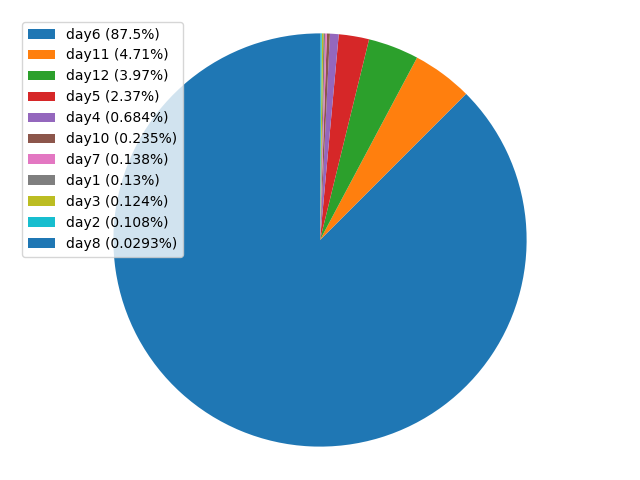 day6 (87.5%)
day11 (4.71%)
day12 (3.97%)
day5 (2.37%)
day4 (0.684%)
day10 (0.235%)
day7 (0.138%)
day1 (0.13%)
day3 (0.124%)
day2 (0.108%)
day8 (0.0293%)